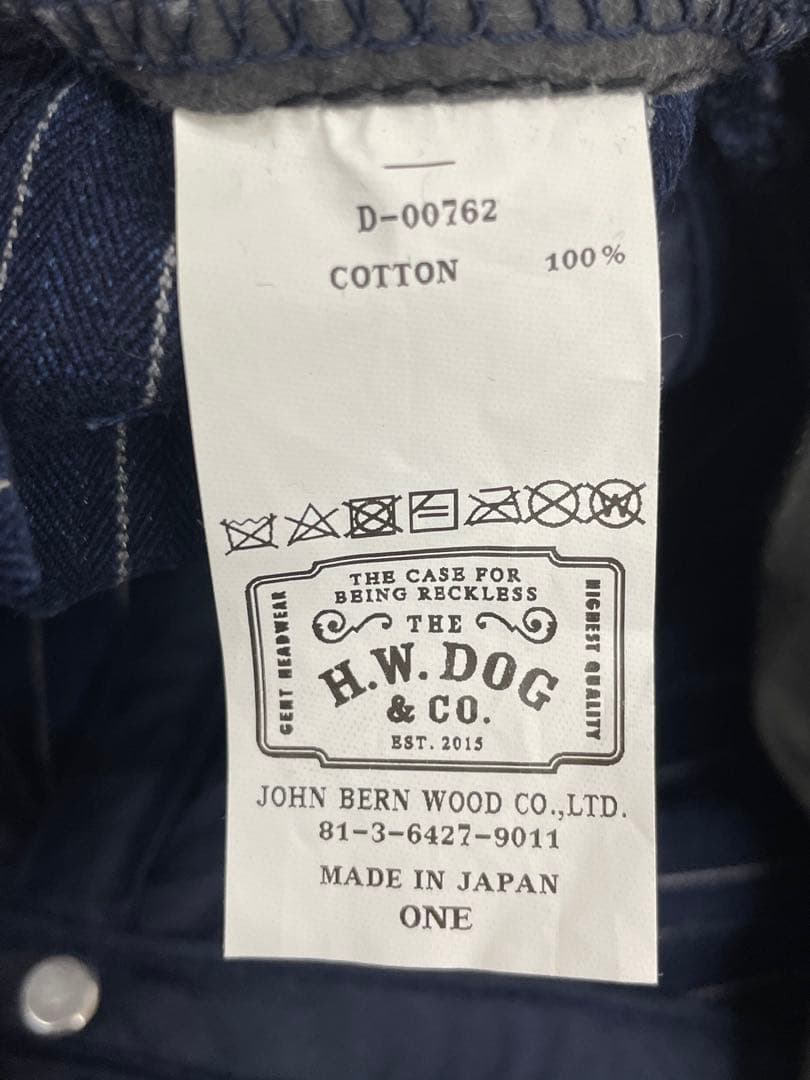 D-00762
COTTON 100%
THE CASE FOR
BEING RECKLESS
GENT HEADWEAR
THE
H.W. DOG
& CO.
EST. 2015
HIGHEST QUALITY
JOHN BERN WOOD CO.,LTD.
81-3-6427-9011
MADE IN JAPAN
ONE